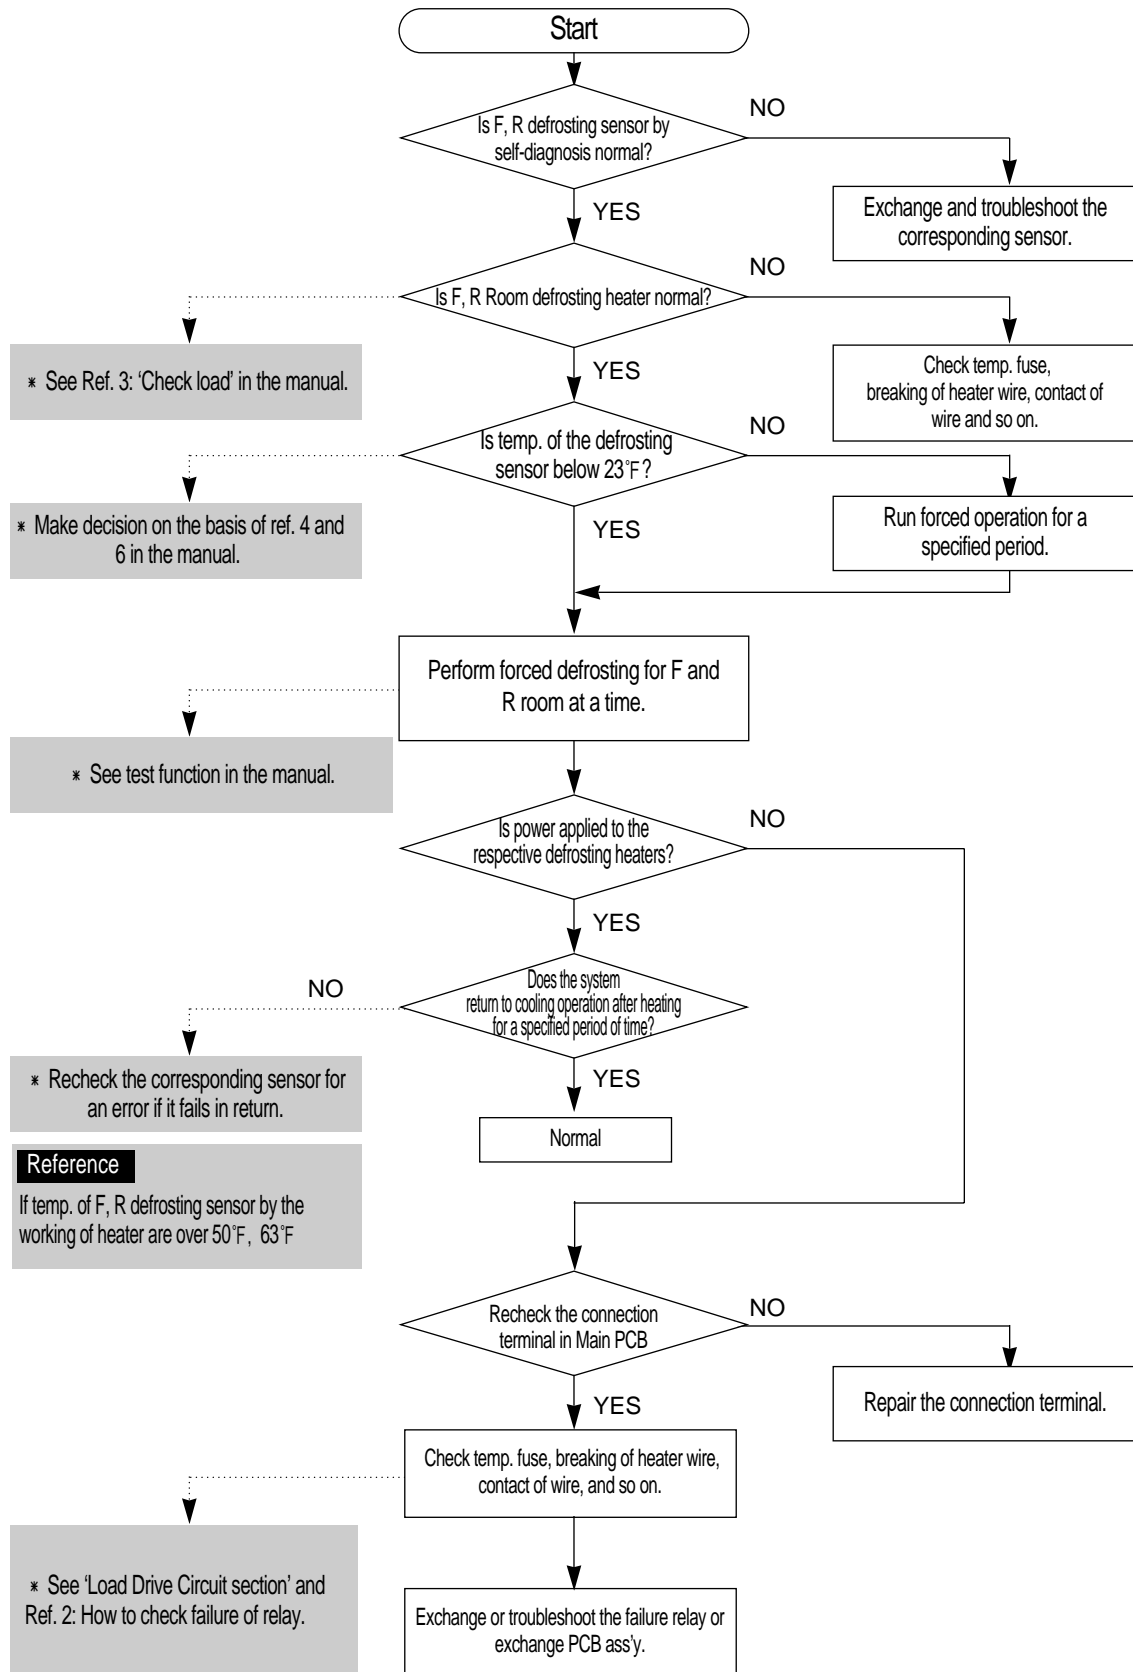 Start
Is F, R defrosting sensor by
self-diagnosis normal?
NO
YES
Exchange and troubleshoot the
corresponding sensor.
Is F, R Room defrosting heater normal?
NO
YES
* See Ref. 3: ‘Check load’ in the manual.
Check temp. fuse,
breaking of heater wire, contact of
wire and so on.
Is temp. of the defrosting
sensor below 23°F?
NO
YES
* Make decision on the basis of ref. 4 and
6 in the manual.
Run forced operation for a
specified period.
Perform forced defrosting for F and
R room at a time.
* See test function in the manual.
Is power applied to the
respective defrosting heaters?
NO
YES
Does the system
return to cooling operation after heating
for a specified period of time?
NO
YES
* Recheck the corresponding sensor for
an error if it fails in return.
Normal
Reference
If temp. of F, R defrosting sensor by the
working of heater are over 50°F, 63°F
Recheck the connection
terminal in Main PCB
NO
YES
Repair the connection terminal.
Check temp. fuse, breaking of heater wire,
contact of wire, and so on.
* See ‘Load Drive Circuit section’ and
Ref. 2: How to check failure of relay.
Exchange or troubleshoot the failure relay or
exchange PCB ass'y.